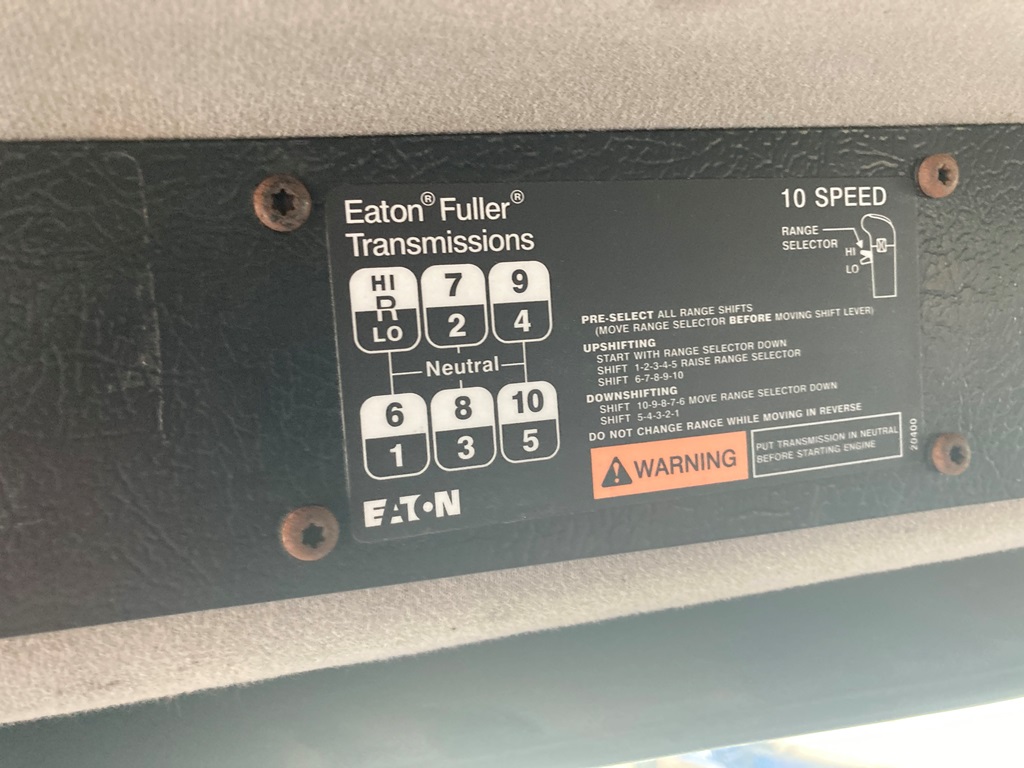 Eaton® Fuller®
Transmissions
HI
R
LO
7
2
9
4
Neutral
6
1
8
3
10
5
EATON
10 SPEED
RANGE
SELECTOR
HI
LO
PRE-SELECT ALL RANGE SHIFTS
(MOVE RANGE SELECTOR BEFORE MOVING SHIFT LEVER)
UPSHIFTING
START WITH RANGE SELECTOR DOWN
SHIFT 1-2-3-4-5 RAISE RANGE SELECTOR
SHIFT 6-7-8-9-10
DOWNSHIFTING
SHIFT 10-9-8-7-6 MOVE RANGE SELECTOR DOWN
SHIFT 5-4-3-2-1
DO NOT CHANGE RANGE WHILE MOVING IN REVERSE
WARNING
PUT TRANSMISSION IN NEUTRAL
BEFORE STARTING ENGINE
20400